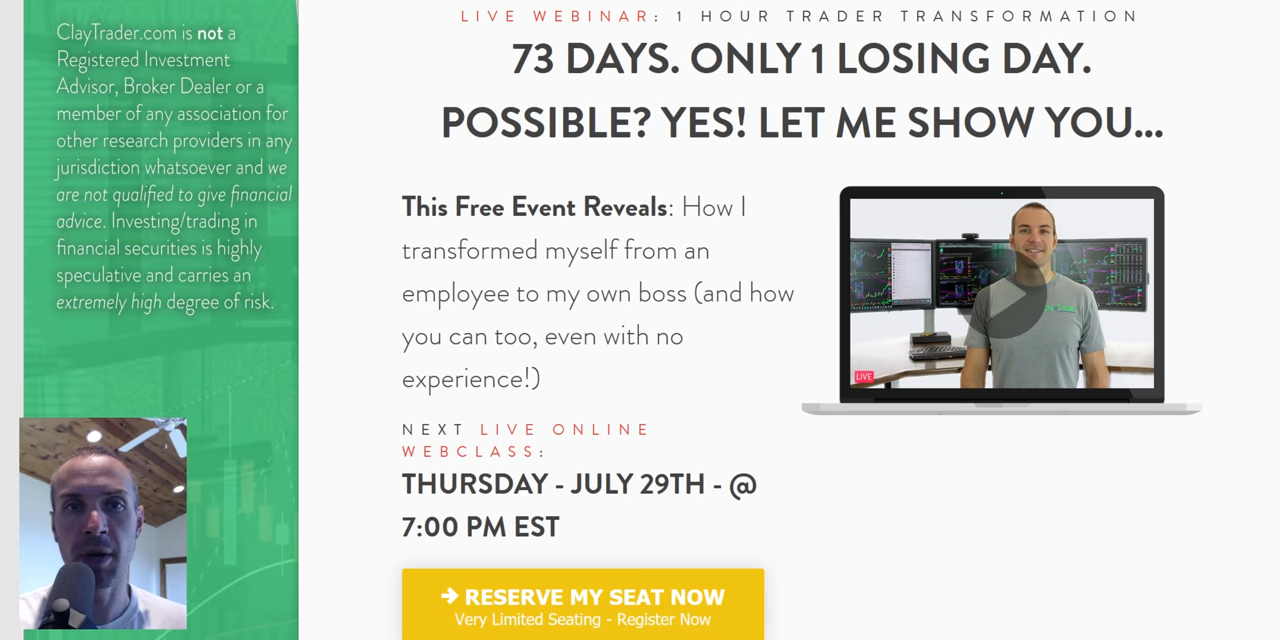 ClayTrader.com is not a
Registered Investment
Advisor, Broker Dealer or a
member of any association for
other research providers in any
jurisdiction whatsoever and we
are not qualified to give financial
advice. Investing/trading in
financial securities is highly
speculative and carries an
extremely high degree of risk.
LIVE WEBINAR: 1 HOUR TRADER TRANSFORMATION
73 DAYS. ONLY 1 LOSING DAY.
POSSIBLE? YES! LET ME SHOW YOU...
This Free Event Reveals: How I
transformed myself from an
employee to my own boss (and how
you can too, even with no
experience!)
LIVE
NEXT LIVE ONLINE
WEBCLASS:
THURSDAY - JULY 29TH - @
7:00 PM EST
→ RESERVE MY SEAT NOW
Very Limited Seating - Register Now